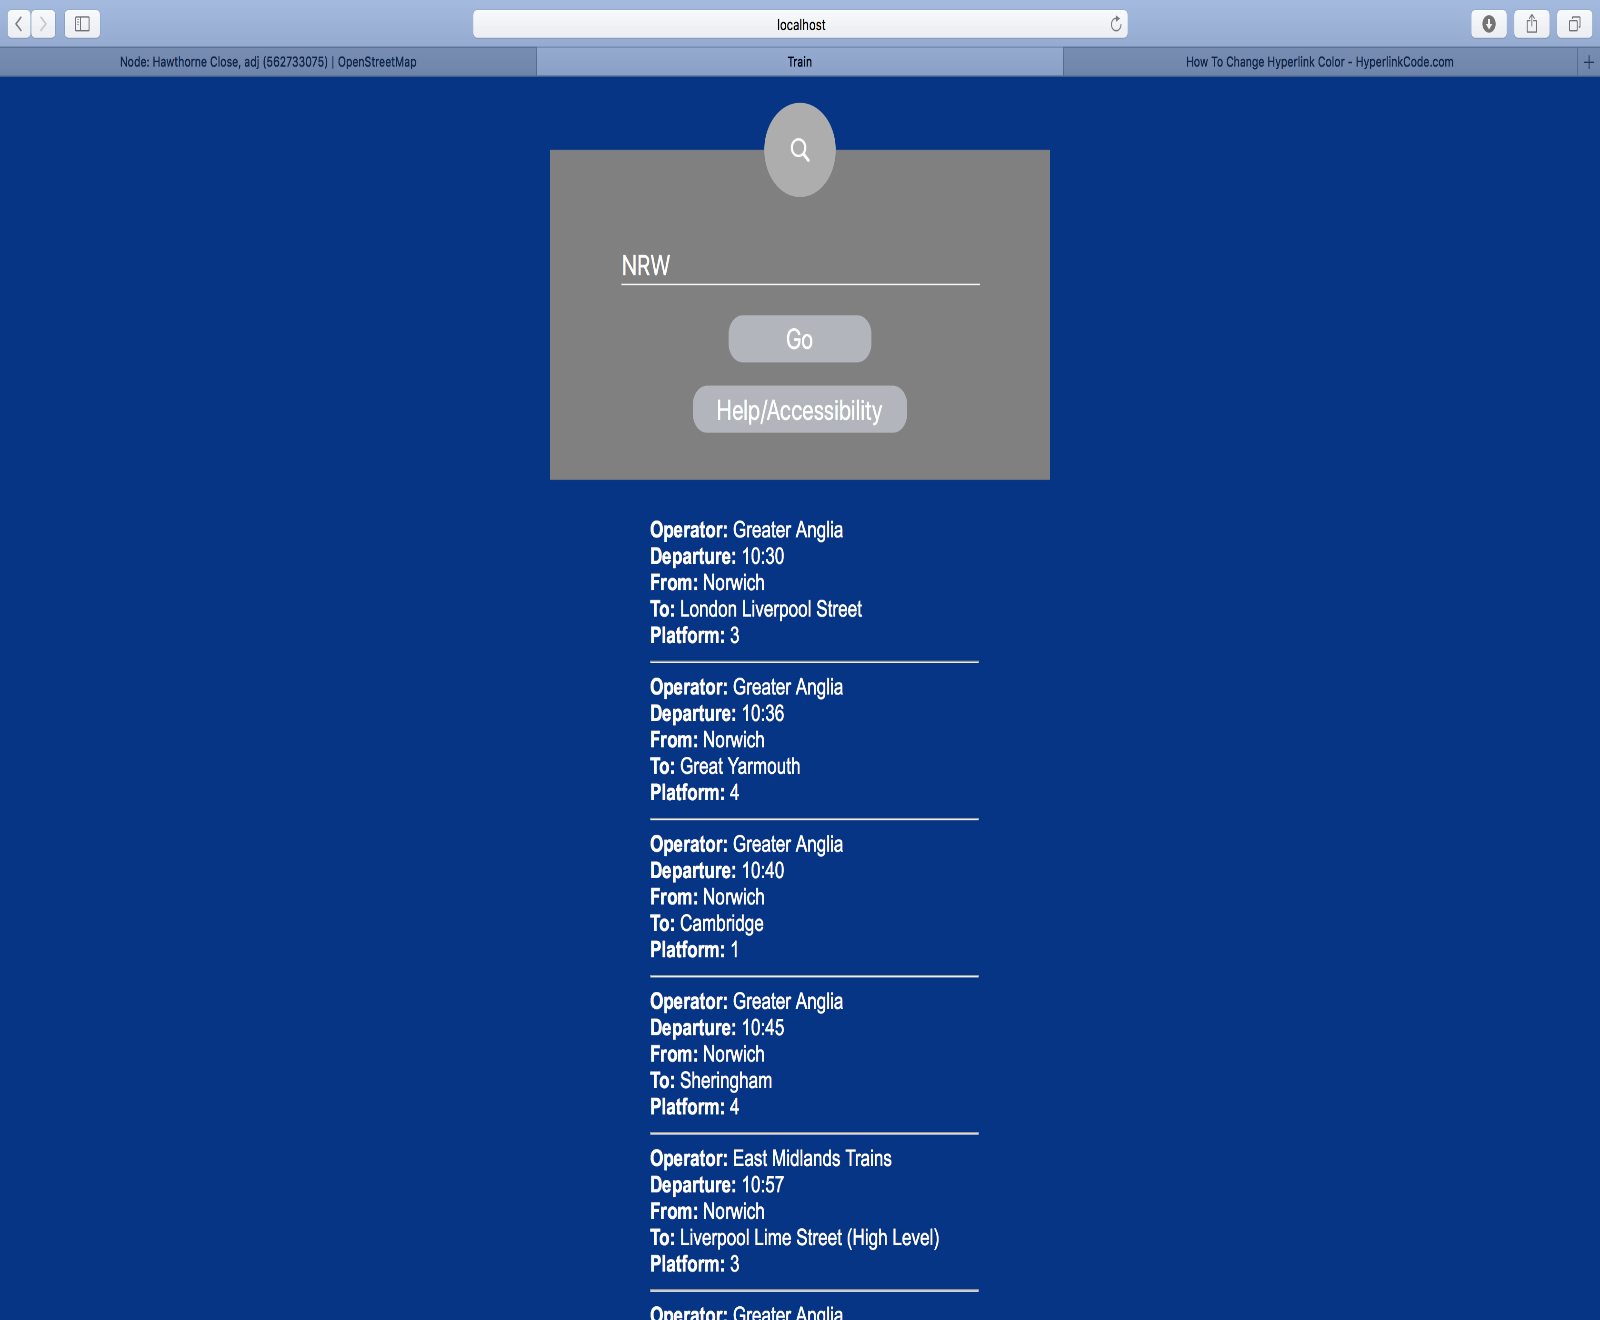 localhost
Node: Hawthorne Close, adj (562733075) | OpenStreetMap
Train
How To Change Hyperlink Color - HyperlinkCode.com
NRW
Go
Help/Accessibility
Operator: Greater Anglia
Departure: 10:30
From: Norwich
To: London Liverpool Street
Platform: 3
Operator: Greater Anglia
Departure: 10:36
From: Norwich
To: Great Yarmouth
Platform: 4
Operator: Greater Anglia
Departure: 10:40
From: Norwich
To: Cambridge
Platform: 1
Operator: Greater Anglia
Departure: 10:45
From: Norwich
To: Sheringham
Platform: 4
Operator: East Midlands Trains
Departure: 10:57
From: Norwich
To: Liverpool Lime Street (High Level)
Platform: 3
Operator: Greater Anglia